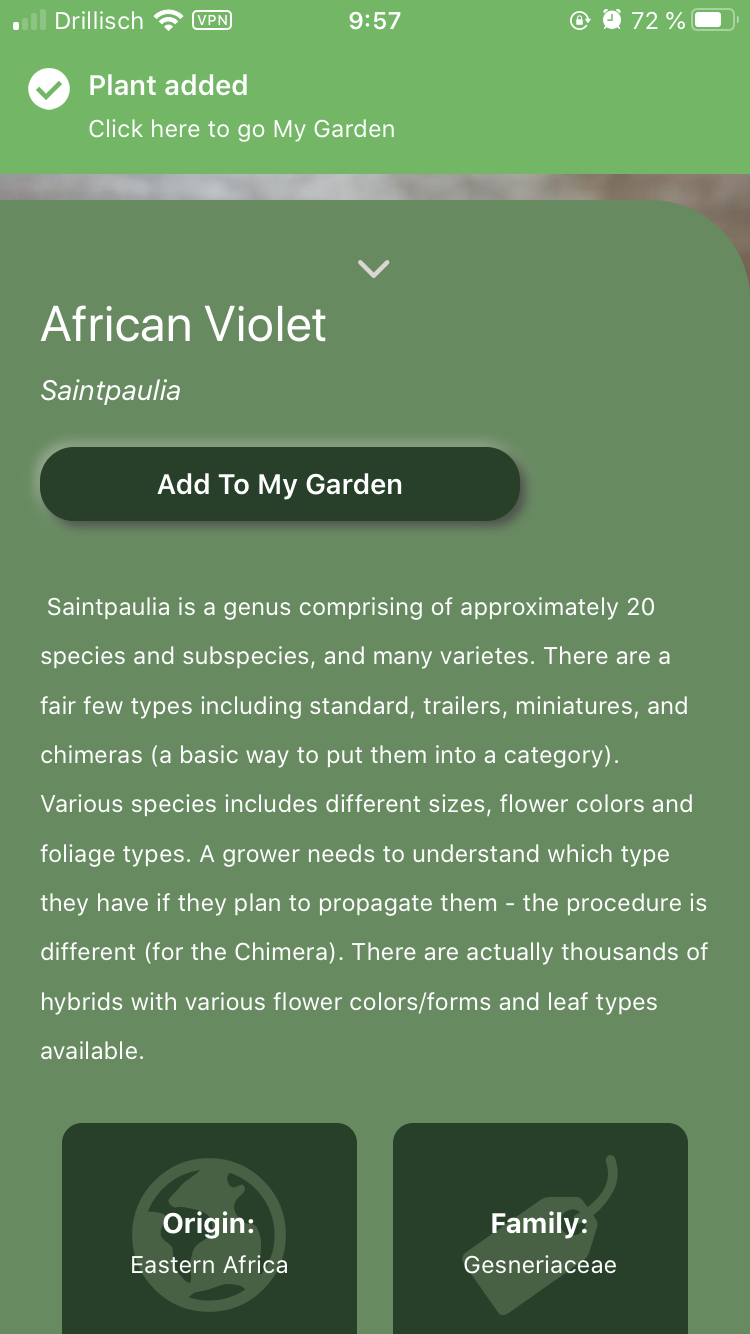 Drillisch VPN 9:57 72 %
Plant added
Click here to go My Garden
African Violet
Saintpaulia
Add To My Garden
Saintpaulia is a genus comprising of approximately 20
species and subspecies, and many varietes. There are a
fair few types including standard, trailers, miniatures, and
chimeras (a basic way to put them into a category).
Various species includes different sizes, flower colors and
foliage types. A grower needs to understand which type
they have if they plan to propagate them - the procedure is
different (for the Chimera). There are actually thousands of
hybrids with various flower colors/forms and leaf types
available.
Origin:
Eastern Africa
Family:
Gesneriaceae